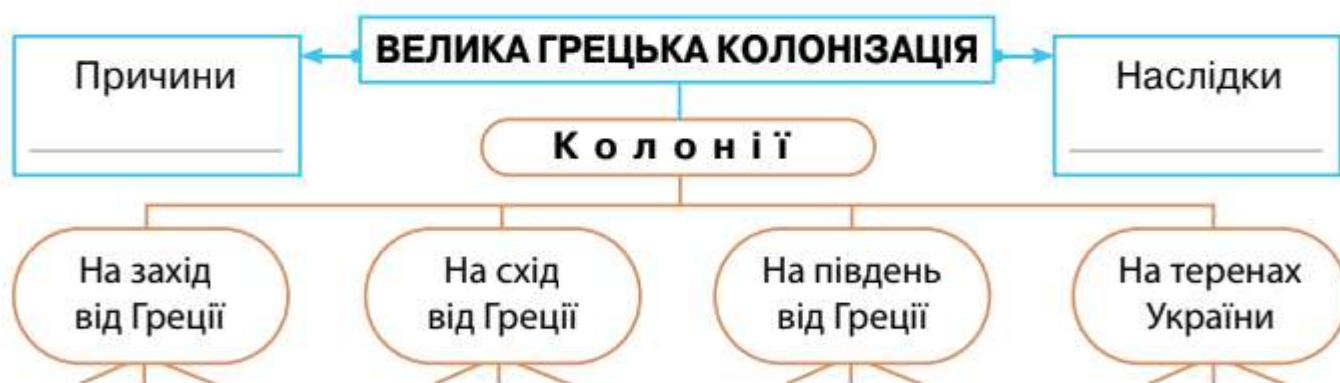 ВЕЛИКА ГРЕЦЬКА КОЛОНІЗАЦІЯ
Причини
Наслідки
Колонії
На захід
від Греції
На схід
від Греції
На південь
від Греції
На теренах
України